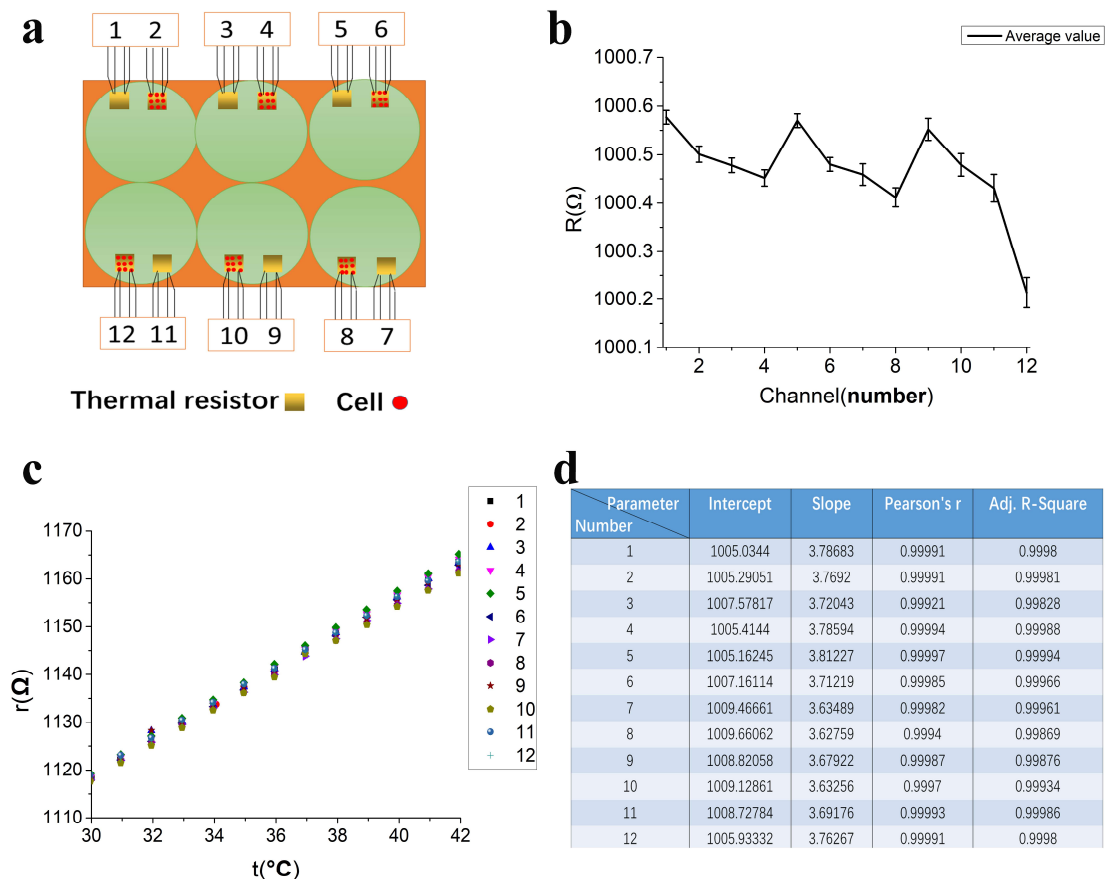 a
1 2 3 4 5 6
12 11 10 9 8 7
Thermal resistor Cell
b
Average value
1000.7
1000.6
1000.5
1000.4
1000.3
1000.2
1000.1
R(Ω)
2 4 6 8 10 12
Channel(number)
c
1170
1160
1150
1140
1130
1120
1110
r(Ω)
30 32 34 36 38 40 42
t(°C)
1
2
3
4
5
6
7
8
9
10
11
12
d
Parameter Intercept Slope Pearson's r Adj. R-Square
Number
1 1005.0344 3.78683 0.99991 0.9998
2 1005.29051 3.7692 0.99991 0.99981
3 1007.57817 3.72043 0.99921 0.99828
4 1005.4144 3.78594 0.99994 0.99988
5 1005.16245 3.81227 0.99997 0.99994
6 1007.16114 3.71219 0.99985 0.99966
7 1009.46661 3.63489 0.99982 0.99961
8 1009.66062 3.62759 0.9994 0.99869
9 1008.82058 3.67922 0.99987 0.99876
10 1009.12861 3.63256 0.9997 0.99934
11 1008.72784 3.69176 0.99993 0.99986
12 1005.93332 3.76267 0.99991 0.9998